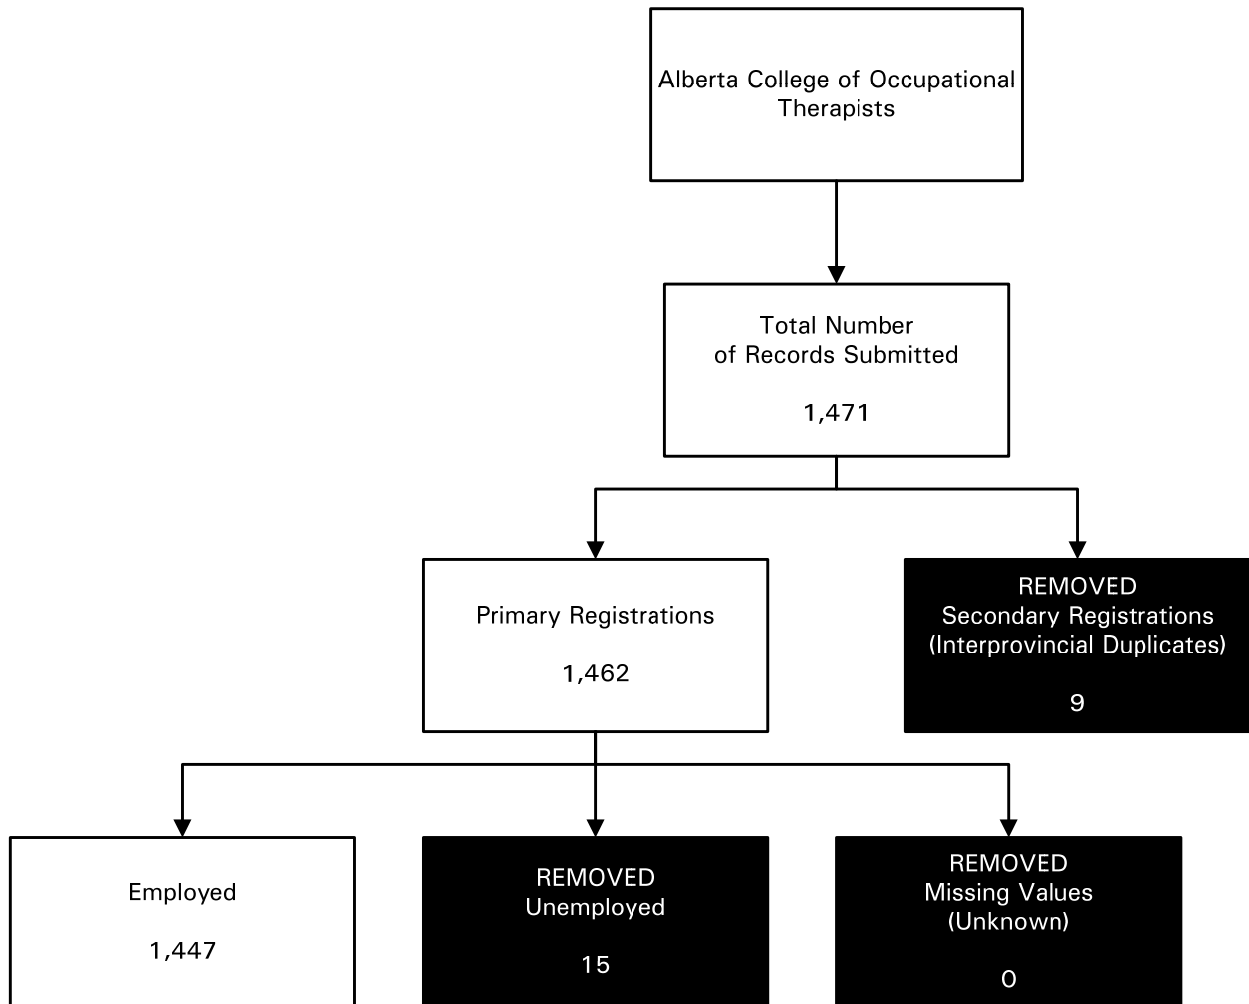 Alberta College of Occupational
Therapists
Total Number
of Records Submitted
1,471
Primary Registrations
1,462
REMOVED
Secondary Registrations
(Interprovincial Duplicates)
9
Employed
1,447
REMOVED
Unemployed
15
REMOVED
Missing Values
(Unknown)
0